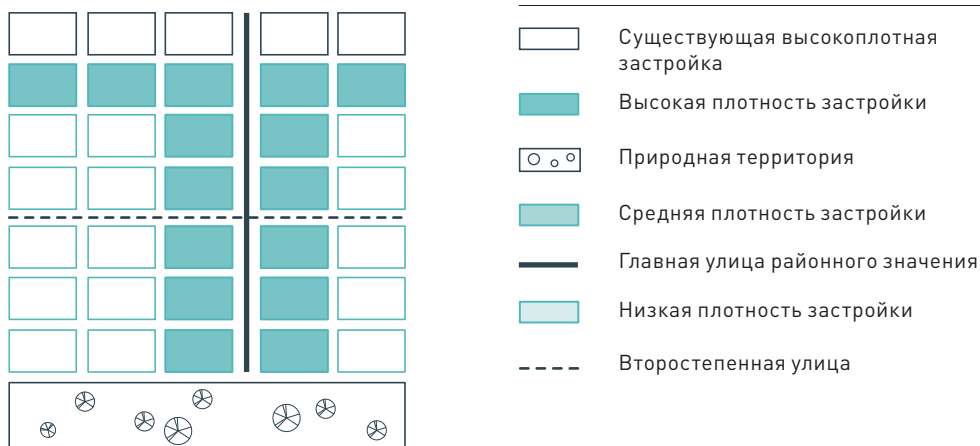 Существующая высокоплотная
застройка
Высокая плотность застройки
Природная территория
Средняя плотность застройки
Главная улица районного значения
Низкая плотность застройки
Второстепенная улица